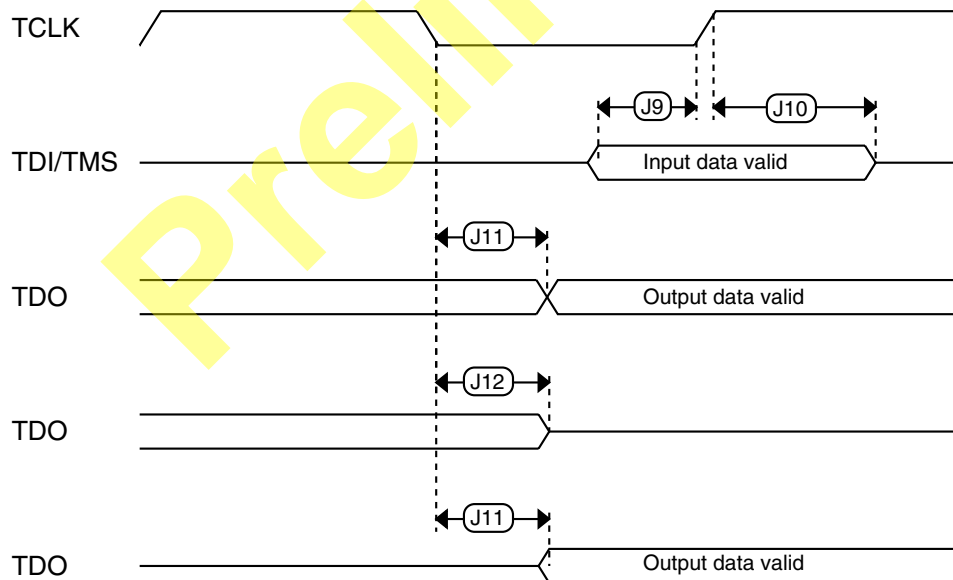 TCLK
J9
J10
TDI/TMS
Input data valid
J11
TDO
Output data valid
J12
TDO
J11
TDO
Output data valid
Preli